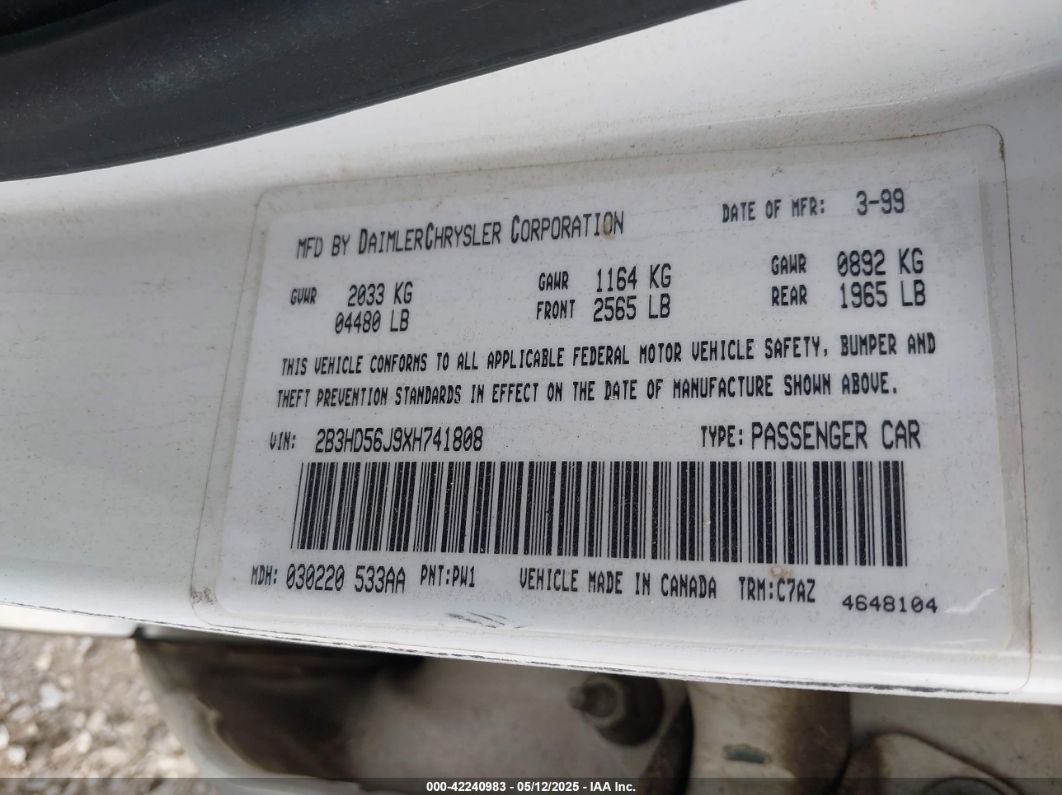 MFD BY DAIMLERCHRYSLER CORPORATION DATE OF MFR: 3-99
GVWR 2033 KG GAWR 1164 KG GAWR 0892 KG
04480 LB FRONT 2565 LB REAR 1965 LB
THIS VEHICLE CONFORMS TO ALL APPLICABLE FEDERAL MOTOR VEHICLE SAFETY, BUMPER AND
THEFT PREVENTION STANDARDS IN EFFECT ON THE DATE OF MANUFACTURE SHOWN ABOVE.
VIN: 2B3HD56J9XH741808 TYPE: PASSENGER CAR
MDH: 030220 533AA PNT:PW1 VEHICLE MADE IN CANADA TRM:C7AZ 4648104
000-42240983 - 05/12/2025 - IAA Inc.